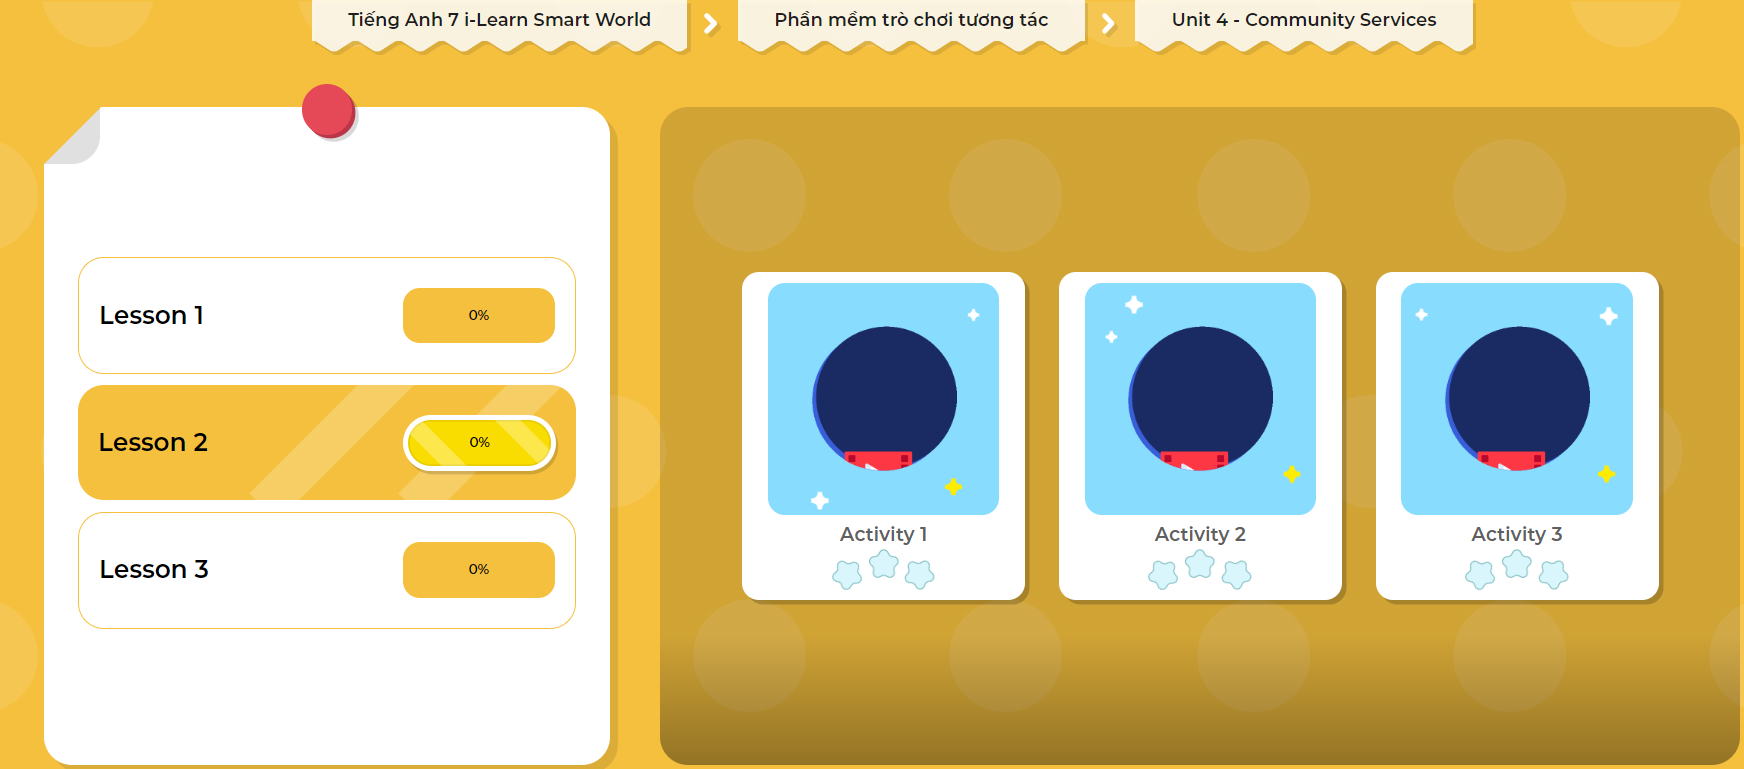 Tiếng Anh 7 i-Learn Smart World
Phần mềm trò chơi tương tác
Unit 4 - Community Services
Lesson 1
0%
Lesson 2
0%
Lesson 3
0%
Activity 1
Activity 2
Activity 3